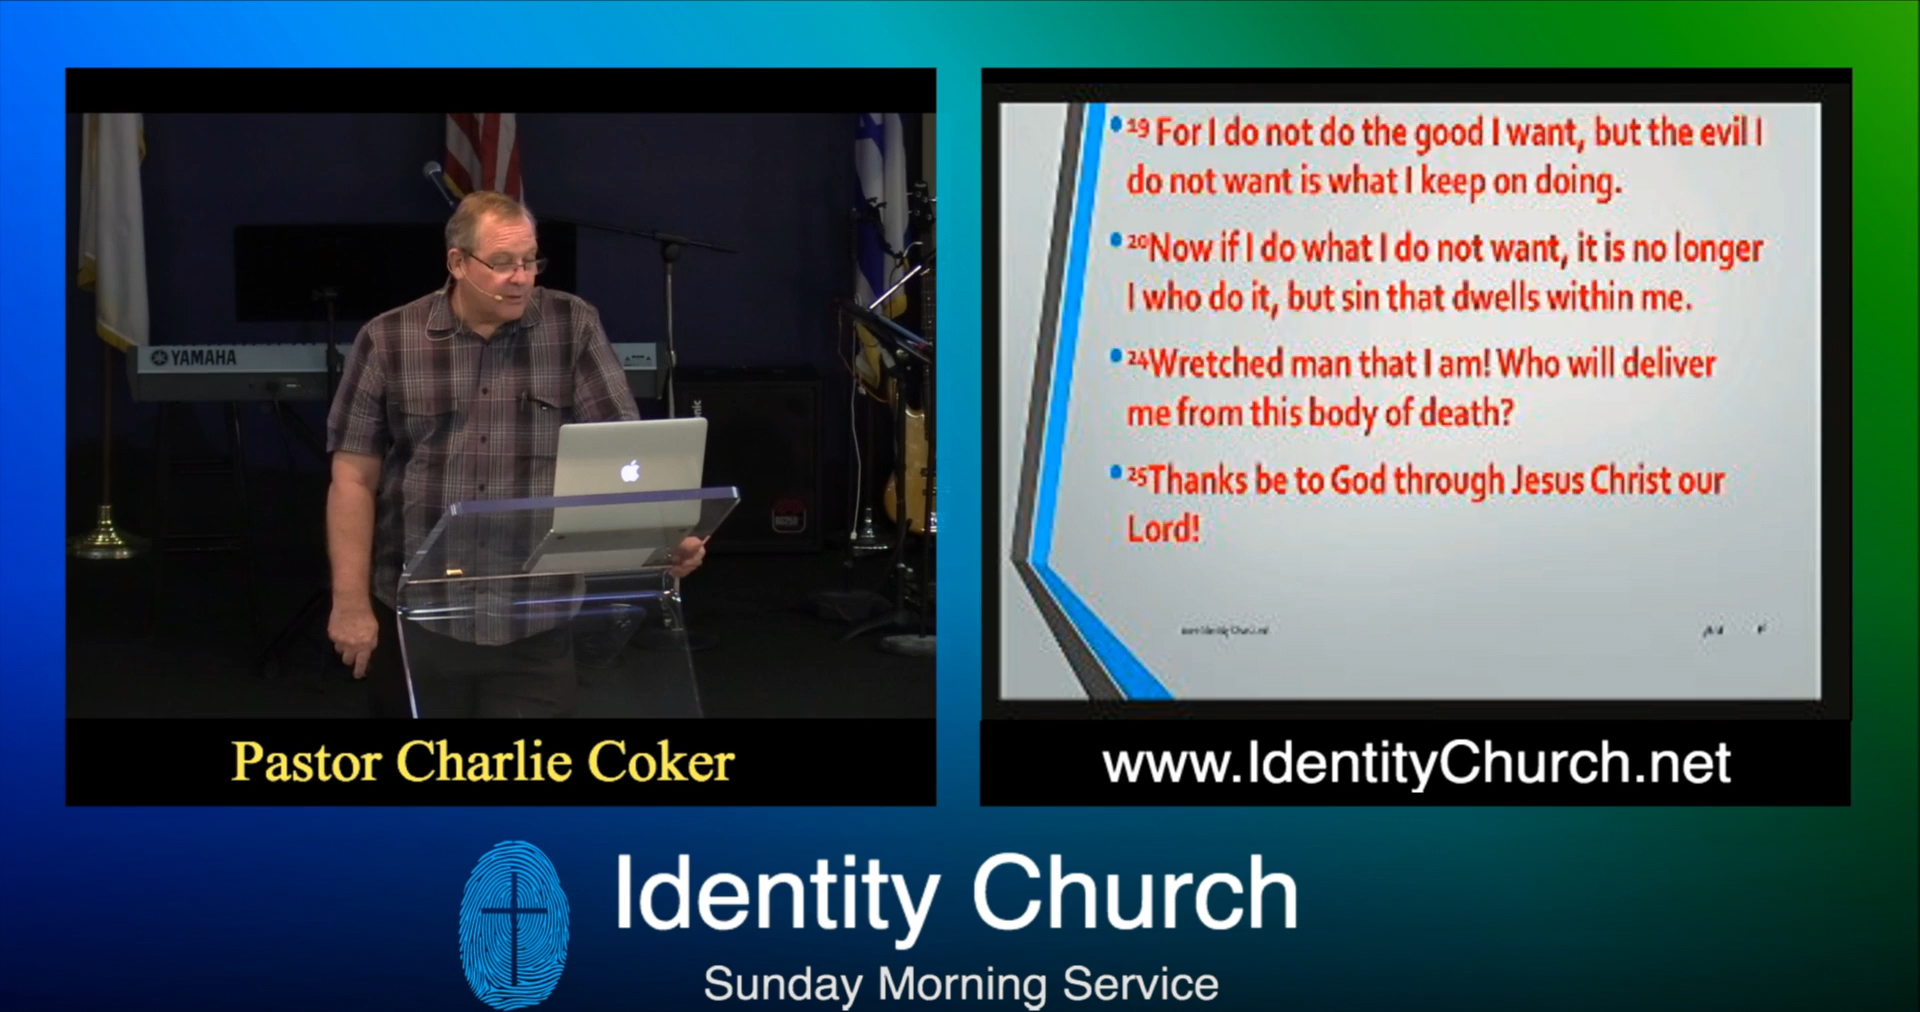 YAMAHA
Pastor Charlie Coker
19 For I do not do the good I want, but the evil I
do not want is what I keep on doing.
20Now if I do what I do not want, it is no longer
I who do it, but sin that dwells within me.
24Wretched man that I am! Who will deliver
me from this body of death?
25Thanks be to God through Jesus Christ our
Lord!
www.IdentityChurch.net
Identity Church
Sunday Morning Service